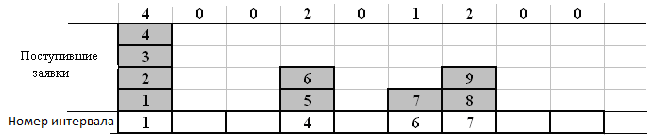 4 0 0 2 0 1 2 0 0
4
3
Поступившие
заявки
2 6 9
1 5 7 8
Номер интервала 1 4 6 7